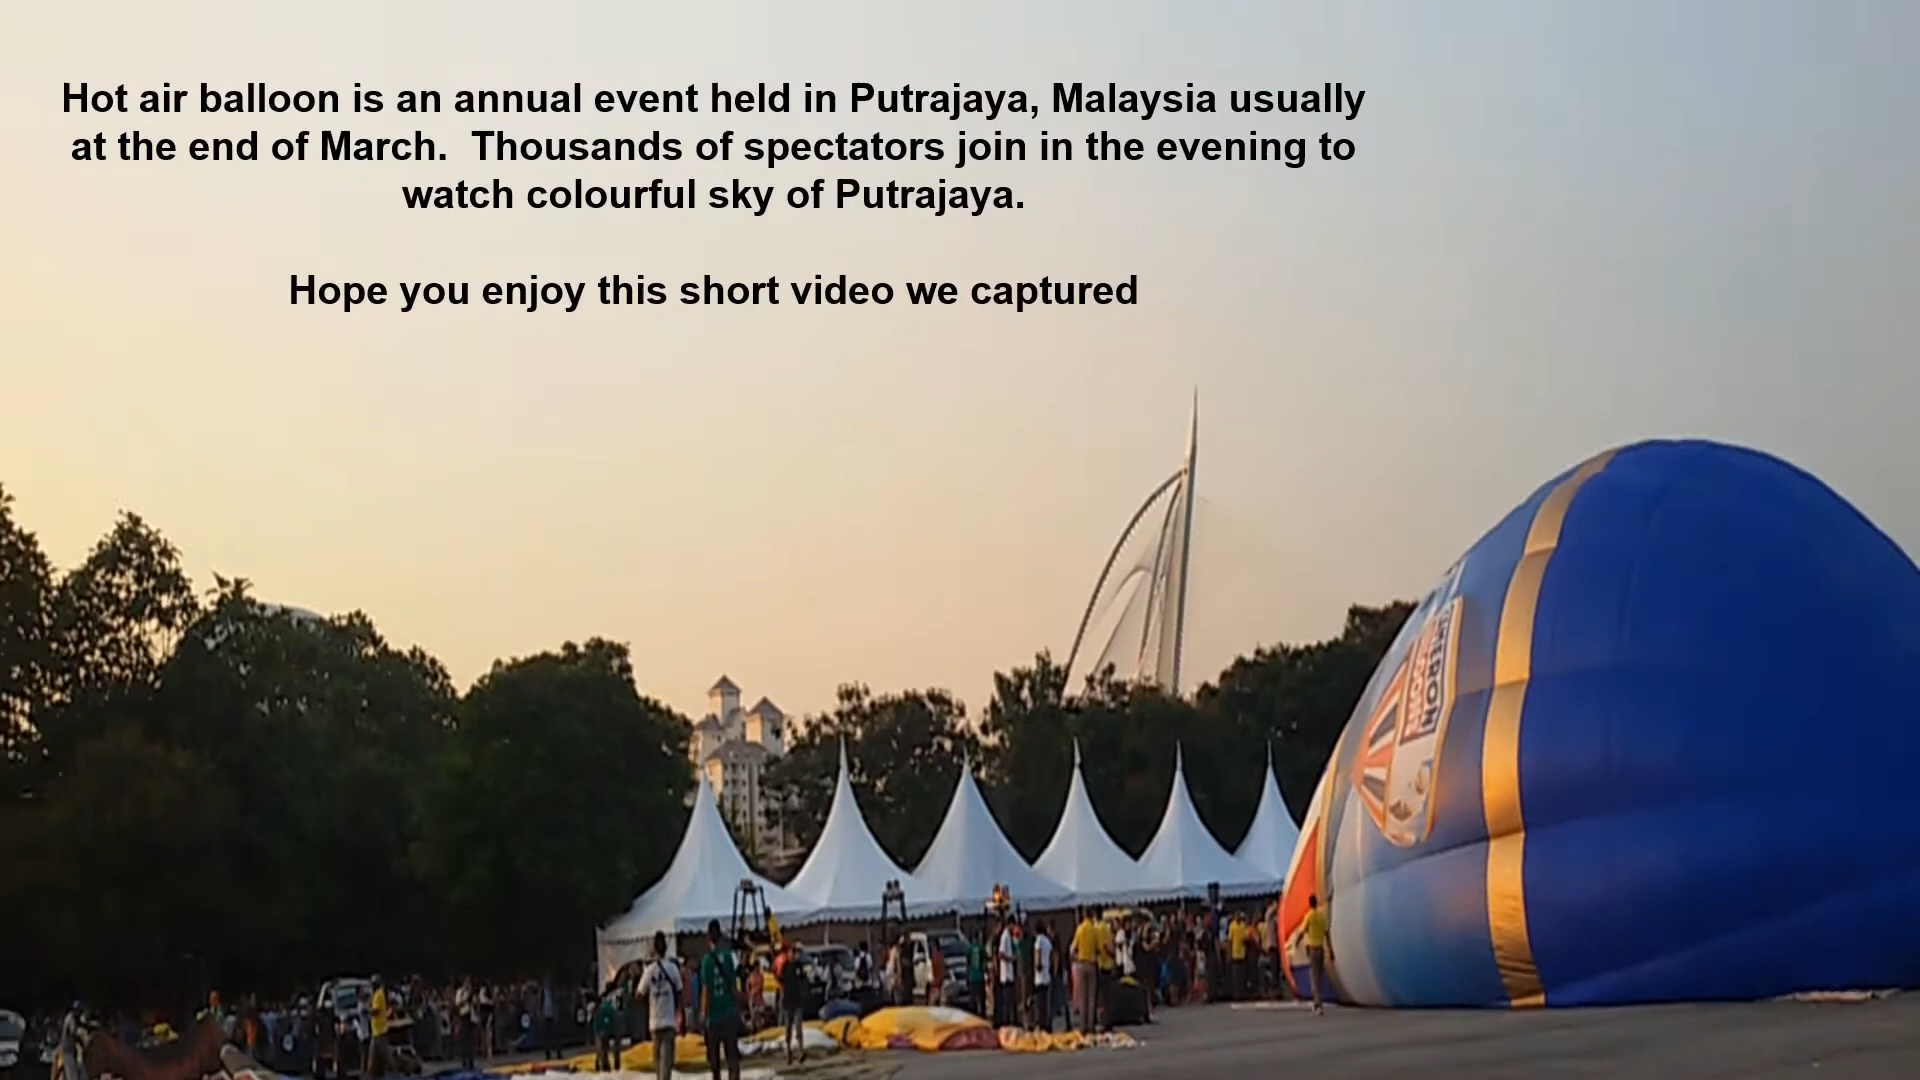 Hot air balloon is an annual event held in Putrajaya, Malaysia usually
at the end of March.  Thousands of spectators join in the evening to
watch colourful sky of Putrajaya.
Hope you enjoy this short video we captured